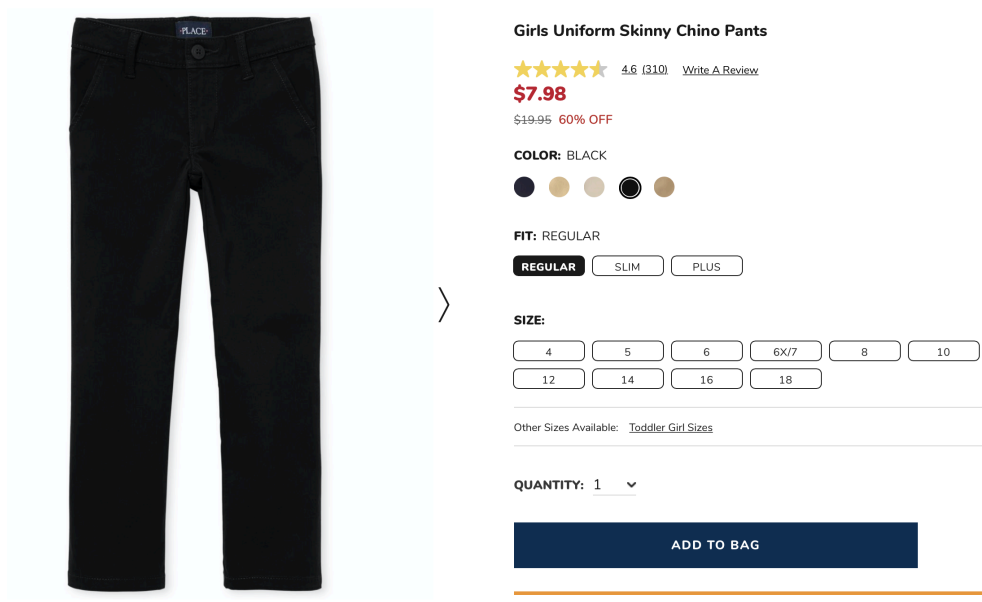 PLACE
Girls Uniform Skinny Chino Pants
4.6 (310) Write A Review
$7.98
$19.95 60% OFF
COLOR: BLACK
FIT: REGULAR
REGULAR SLIM PLUS
SIZE:
4 5 6 6X/7 8 10
12 14 16 18
Other Sizes Available: Toddler Girl Sizes
QUANTITY: 1
ADD TO BAG